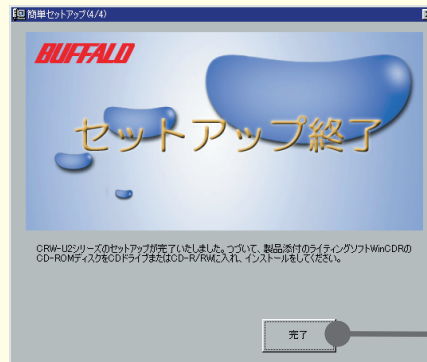 簡単セットアップ(4/4)
BUFFALO
セットアップ終了
CRW-U2シリーズのセットアップが完了いたしました。つづいて、製品添付のライティングソフトWinCDRの
CD-ROMディスクをCDドライブまたはCD-R/RWに入れ、インストールをしてください。
完了